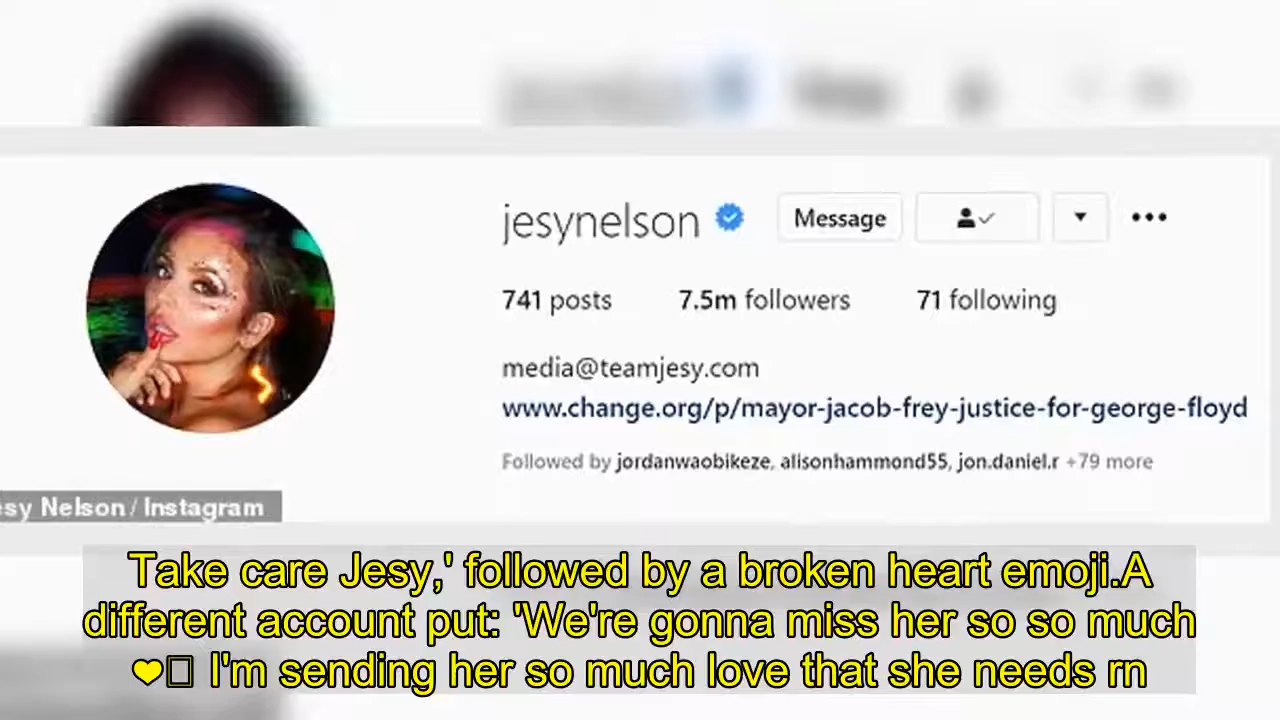 jesynelson
Message
741 posts 7.5m followers 71 following
media@teamjesy.com
www.change.org/p/mayor-jacob-frey-justice-for-george-floyd
Followed by jordanwaobikeze, alisonhammond55, jon.daniel.r +79 more
sy Nelson / Instagram
Take care Jesy,' followed by a broken heart emoji.A
different account put: 'We're gonna miss her so so much
❤ I'm sending her so much love that she needs rn